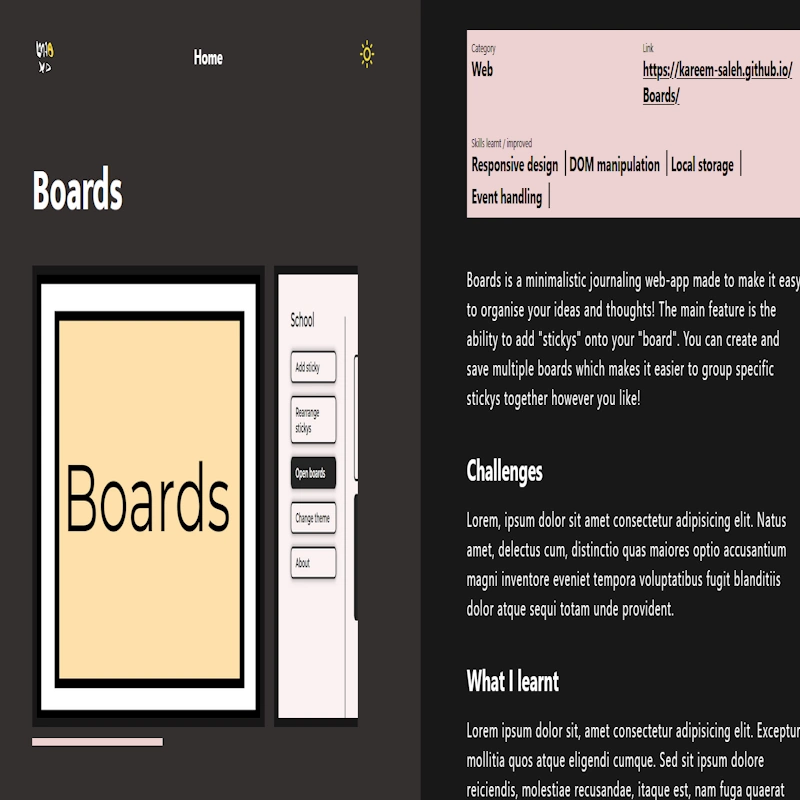 Home
Boards
Boards
School
Add sticky
Rearrange
stickys
Open boards
Change theme
About
Category
Web
Link
https://kareem-saleh.github.io/
Boards/
Skills learnt / improved
Responsive design | DOM manipulation | Local storage |
Event handling |
Boards is a minimalistic journaling web-app made to make it easy
to organise your ideas and thoughts! The main feature is the
ability to add "stickys" onto your "board". You can create and
save multiple boards which makes it easier to group specific
stickys together however you like!
Challenges
Lorem, ipsum dolor sit amet consectetur adipisicing elit. Natus
amet, delectus cum, distinctio quas maiores optio accusantium
magni inventore eveniet tempora voluptatibus fugit blanditiis
dolor atque sequi totam unde provident.
What I learnt
Lorem ipsum dolor sit, amet consectetur adipisicing elit. Exceptur
mollitia quos atque eligendi cumque. Sed sit ipsum dolore
reiciendis, molestiae recusandae, itaque est, nam fuga quaerat